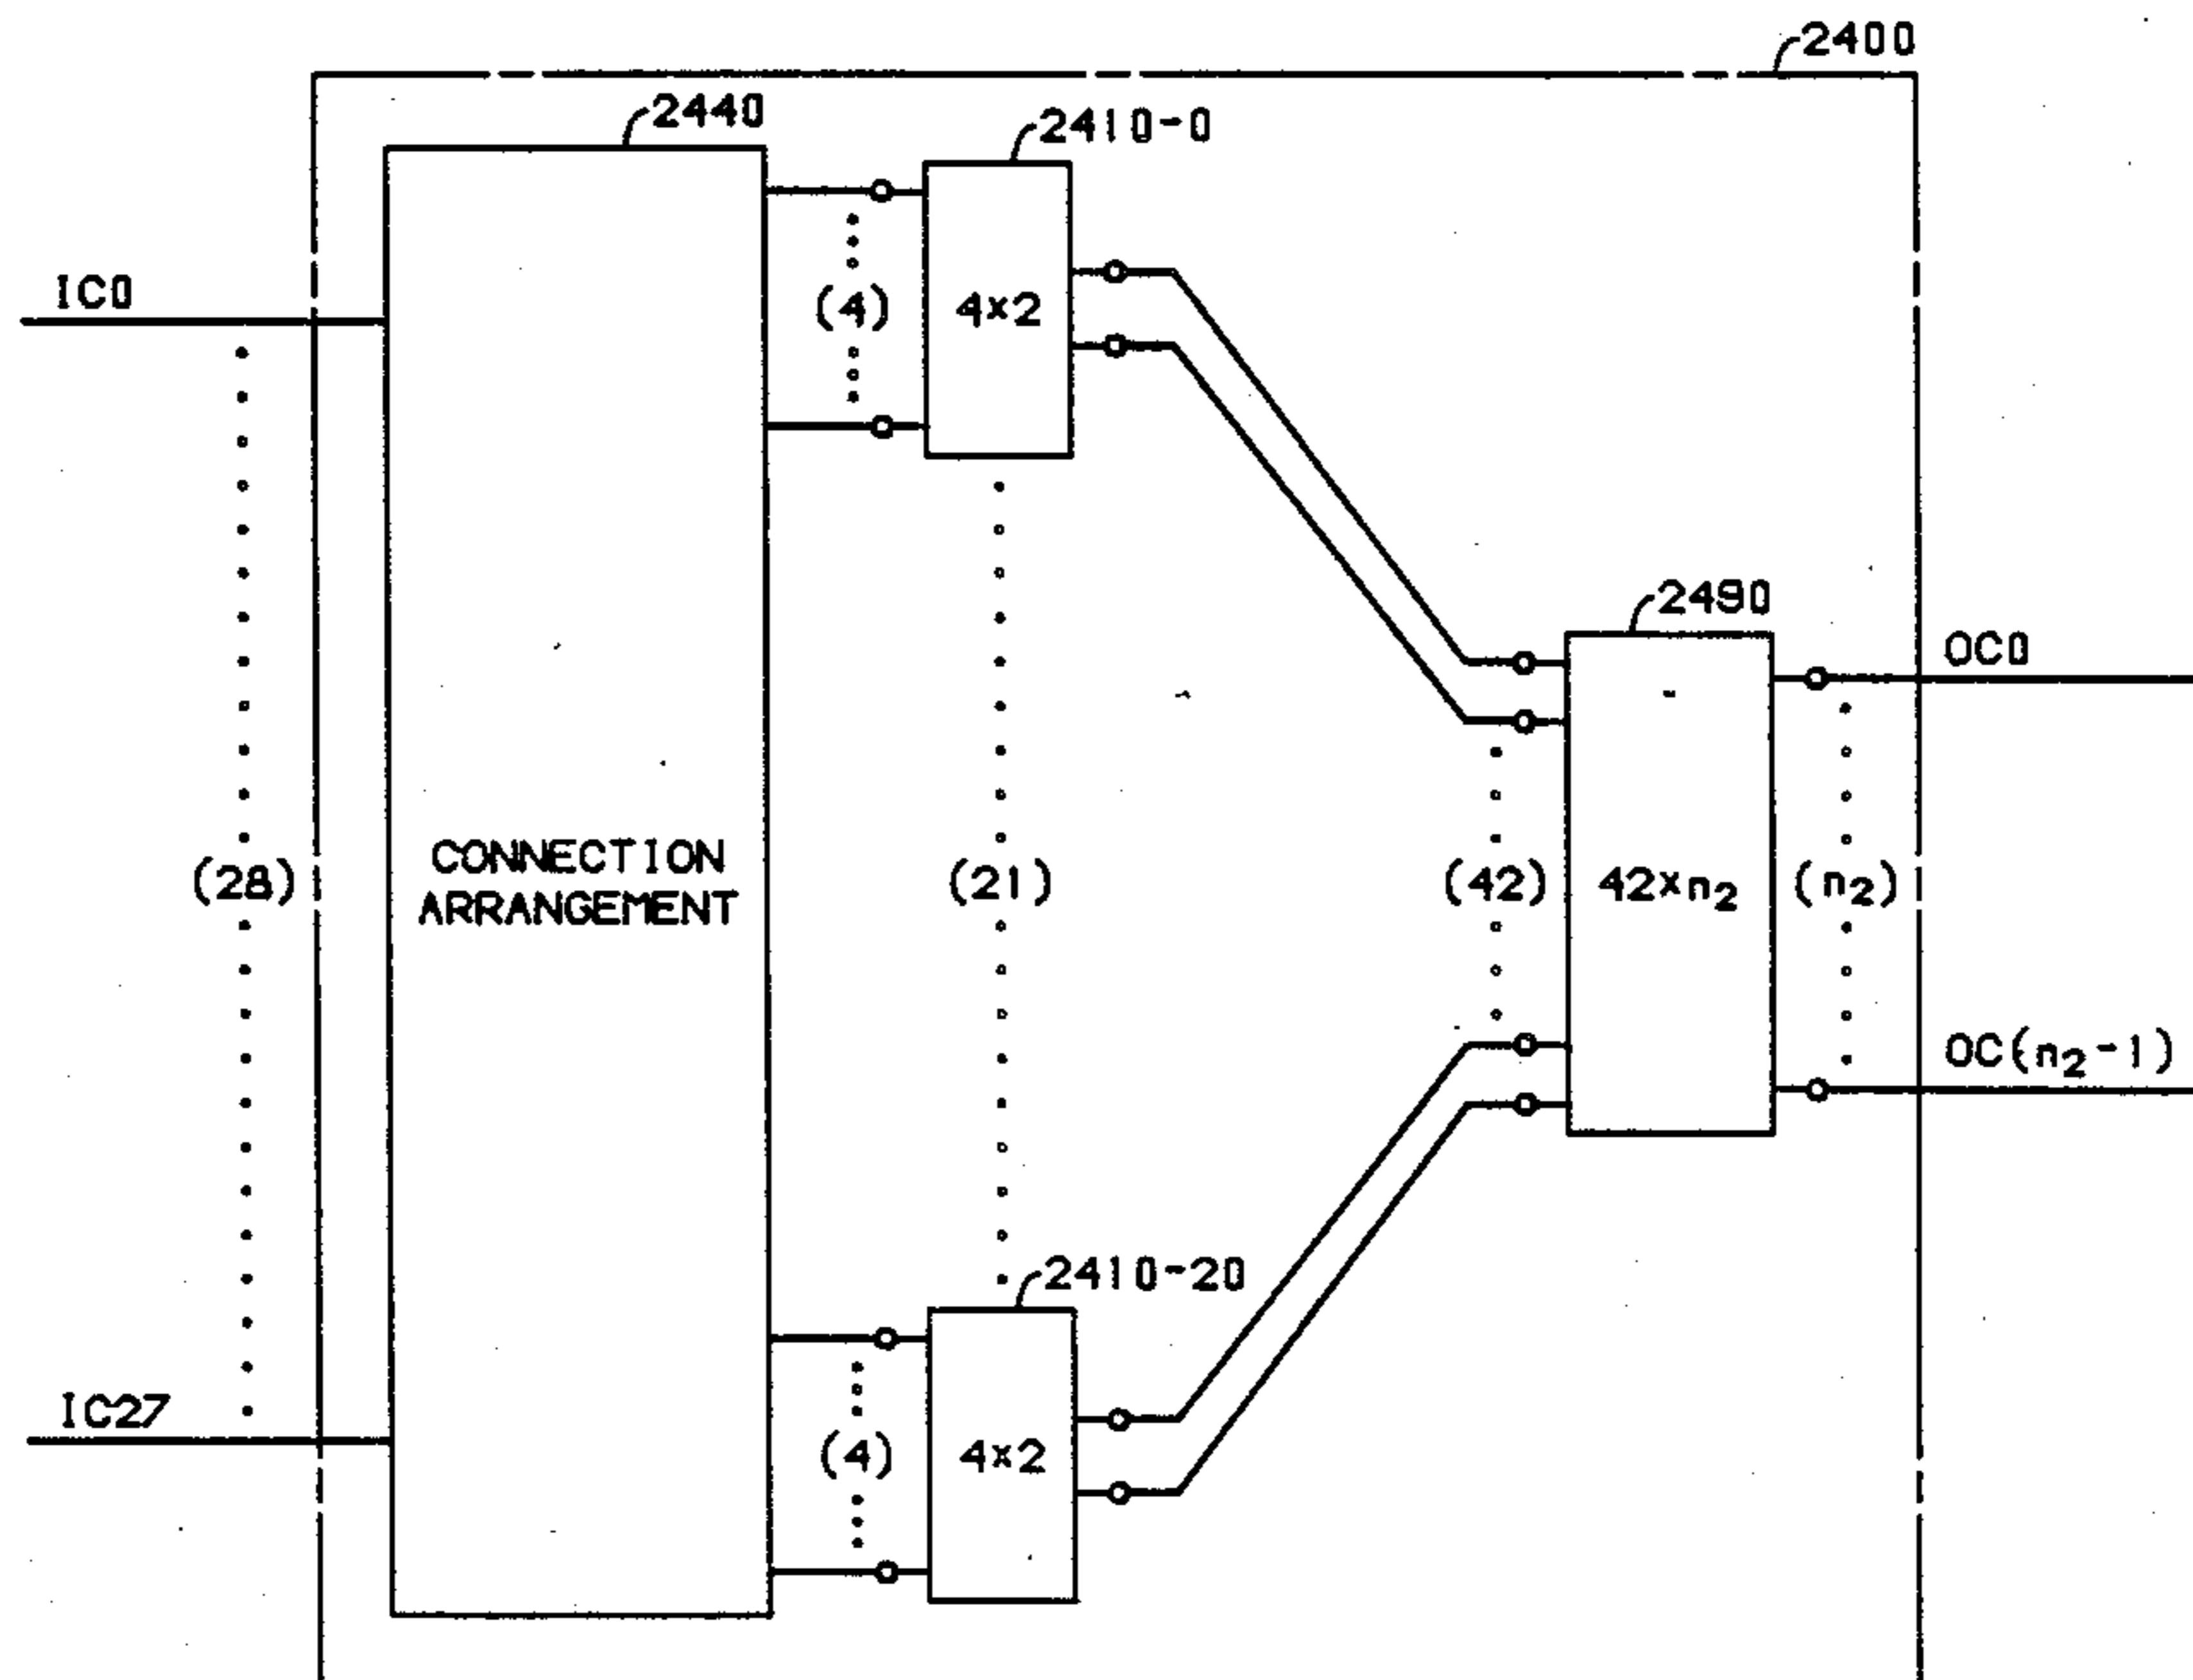 2400
2440
2410-0
IC0
(4)
4×2
2490
OC0
(28)
CONNECTION
ARRANGEMENT
(21)
(42)
42×n₂
(n₂)
OC(n₂-1)
2410-20
IC27
(4)
4×2